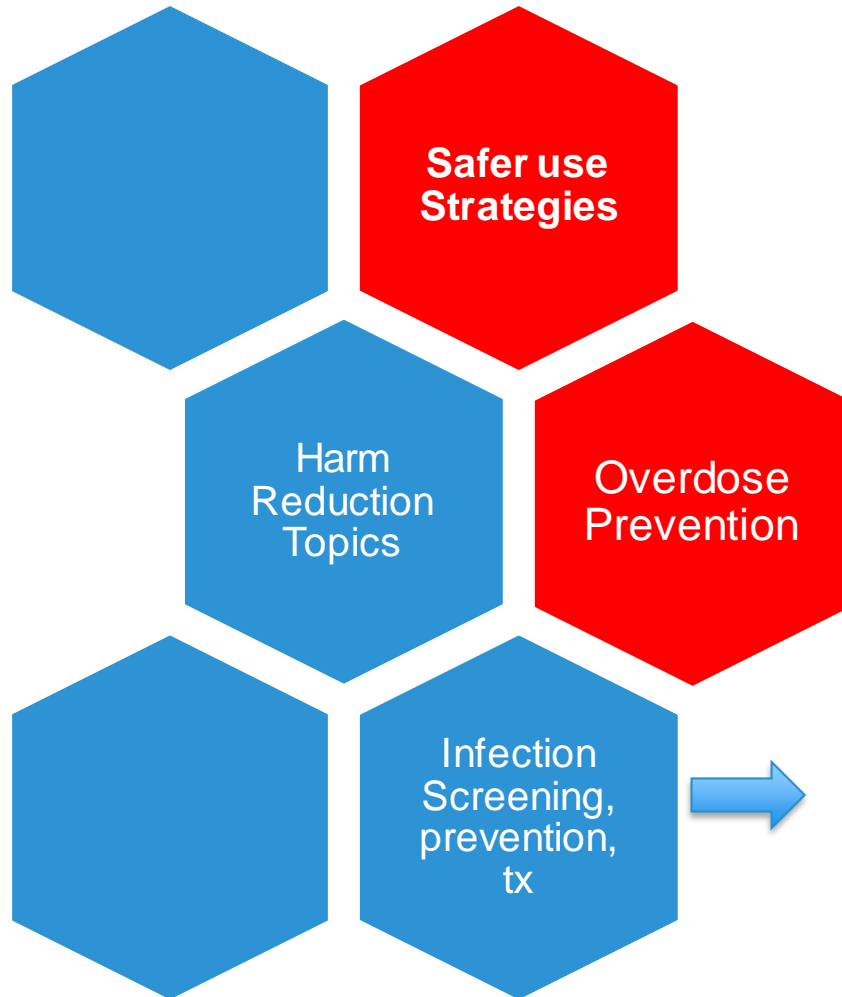 Safer use
Strategies
Harm
Reduction
Topics
Overdose
Prevention
Infection
Screening,
prevention,
tx